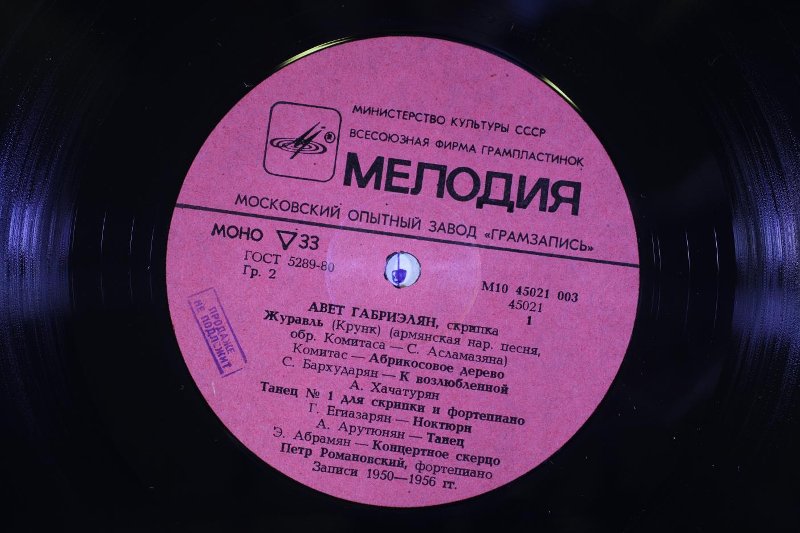 МИНИСТЕРСТВО КУЛЬТУРЫ СССР
ВСЕСОЮЗНАЯ ФИРМА ГРАМПЛАСТИНОК
МЕЛОДИЯ
МОСКОВСКИЙ ОПЫТНЫЙ ЗАВОД «ГРАМЗАПИСЬ»
МОНО 33
ГОСТ 5289-80
Гр. 2
М10 45021 003
45021
1
АВЕТ ГАБРИЭЛЯН, скрипка
Журавль (Крунк) (армянская нар. песня,
обр. Комитаса — С. Асламазяна)
Комитас — Абрикосовое дерево
С. Бархударян — К возлюбленной
А. Хачатурян
Танец № 1 для скрипки и фортепиано
Г. Егиазарян — Ноктюрн
А. Арутюнян — Танец
Э. Абрамян — Концертное скерцо
Петр Романовский, фортепиано
Записи 1950—1956 гг.
ПРОДАЖЕ
НЕ ПОДЛЕЖИТ